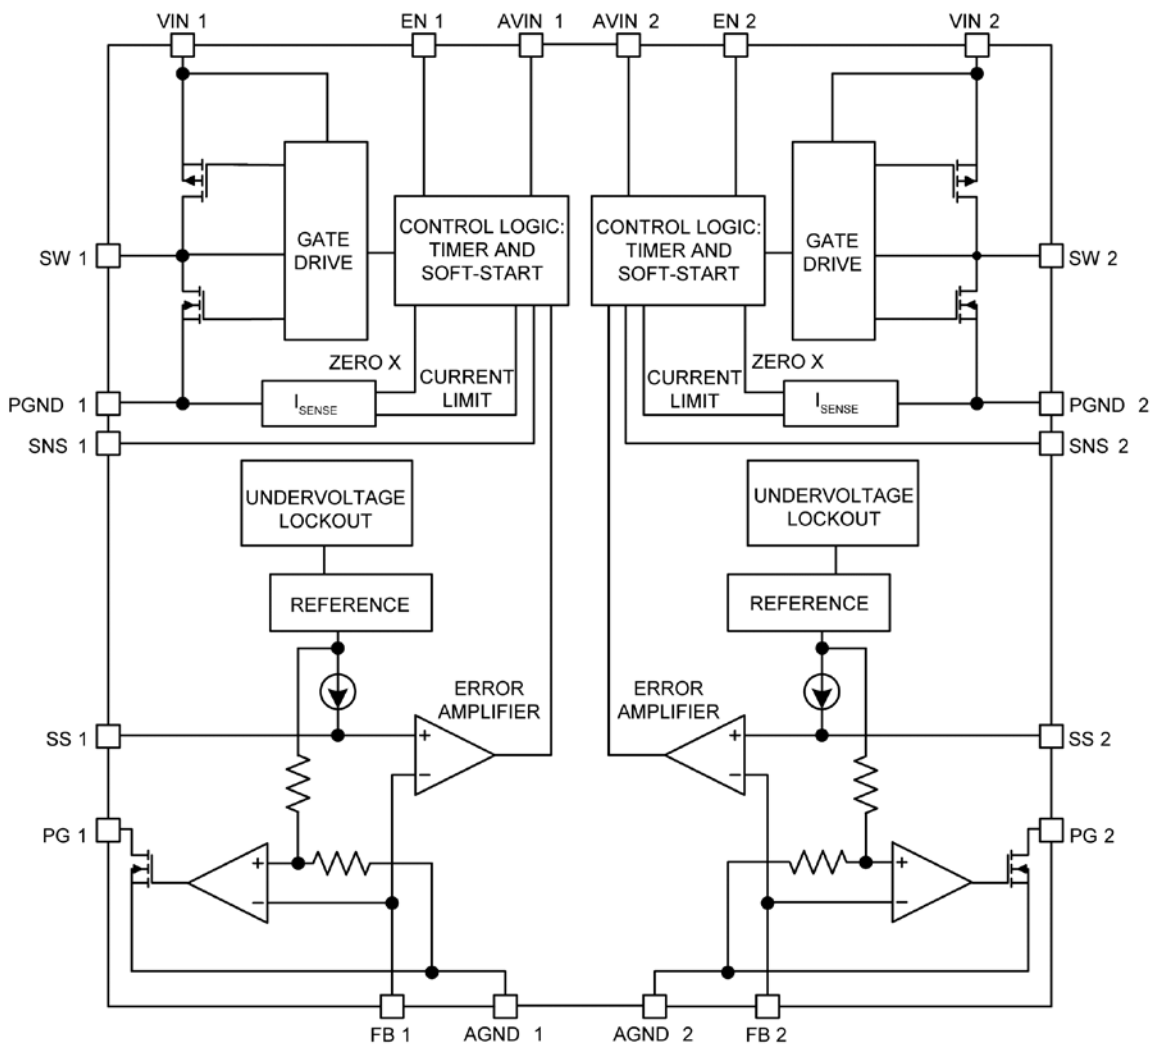 VIN 1
EN 1
AVIN 1
AVIN 2
EN 2
VIN 2
GATE
DRIVE
CONTROL LOGIC:
TIMER AND
SOFT-START
CONTROL LOGIC:
TIMER AND
SOFT-START
GATE
DRIVE
SW 1
SW 2
ZERO X
CURRENT
LIMIT
ZERO X
CURRENT
LIMIT
PGND 1
ISENSE
ISENSE
PGND 2
SNS 1
SNS 2
UNDERVOLTAGE
LOCKOUT
UNDERVOLTAGE
LOCKOUT
REFERENCE
REFERENCE
ERROR
AMPLIFIER
ERROR
AMPLIFIER
SS 1
+
+
SS 2
−
−
PG 1
PG 2
+
+
−
−
FB 1
AGND 1
AGND 2
FB 2